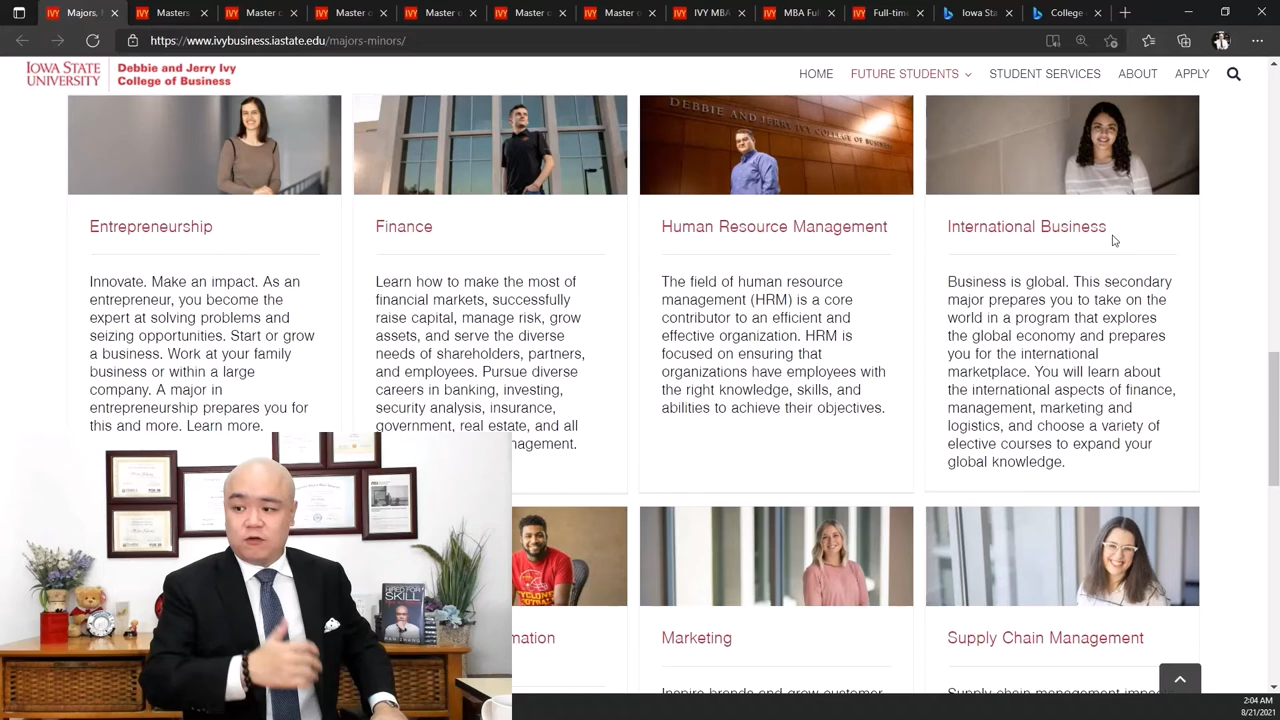 Majors,
Masters
Master o
Master o
Master o
Master o
Master o
IVY MBA
MBA Ful
Full-time
Iowa Sta
College
https://www.ivybusiness.iastate.edu/majors-minors/
IOWA STATE
UNIVERSITY
Debbie and Jerry Ivy
College of Business
HOME
FUTURE STUDENTS
STUDENT SERVICES
ABOUT
APPLY
DEBBIE AND JERRY IVY COLLEGE OF BUSINESS
Entrepreneurship
Innovate. Make an impact. As an
entrepreneur, you become the
expert at solving problems and
seizing opportunities. Start or grow
a business. Work at your family
business or within a large
company. A major in
entrepreneurship prepares you for
this and more. Learn more.
Finance
Learn how to make the most of
financial markets, successfully
raise capital, manage risk, grow
assets, and serve the diverse
needs of shareholders, partners,
and employees. Pursue diverse
careers in banking, investing,
security analysis, insurance,
government, real estate, and all
nagement.
Human Resource Management
The field of human resource
management (HRM) is a core
contributor to an efficient and
effective organization. HRM is
focused on ensuring that
organizations have employees with
the right knowledge, skills, and
abilities to achieve their objectives.
International Business
Business is global. This secondary
major prepares you to take on the
world in a program that explores
the global economy and prepares
you for the international
marketplace. You will learn about
the international aspects of finance,
management, marketing and
logistics, and choose a variety of
elective courses to expand your
global knowledge.
mation
Marketing
Inspire brands and grow customer
Supply Chain Management
Supply chain management
SKILL
ZHANG
2:04 AM
8/21/2021